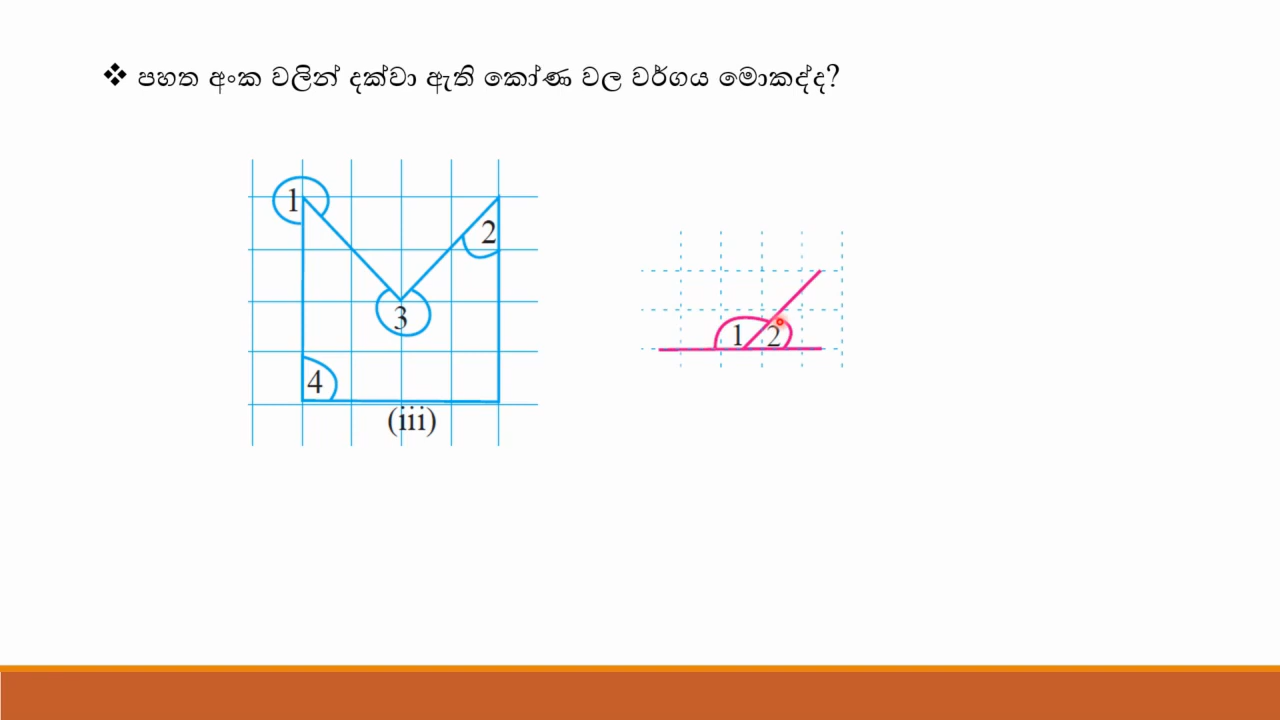 ❖ පහත අංක වලින් දක්වා ඇති කෝණ වල වර්ගය මොකද්ද?
1
2
3
4
(iii)
1 2